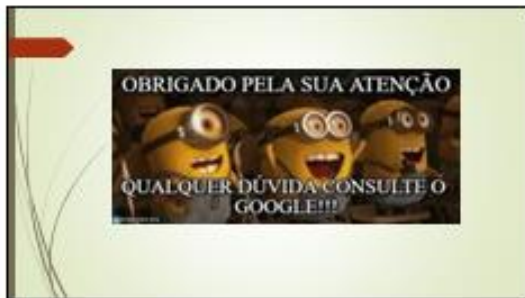 OBRIGADO PELA SUA ATENÇÃO
QUALQUER DÚVIDA CONSULTE O
GOOGLE!!!